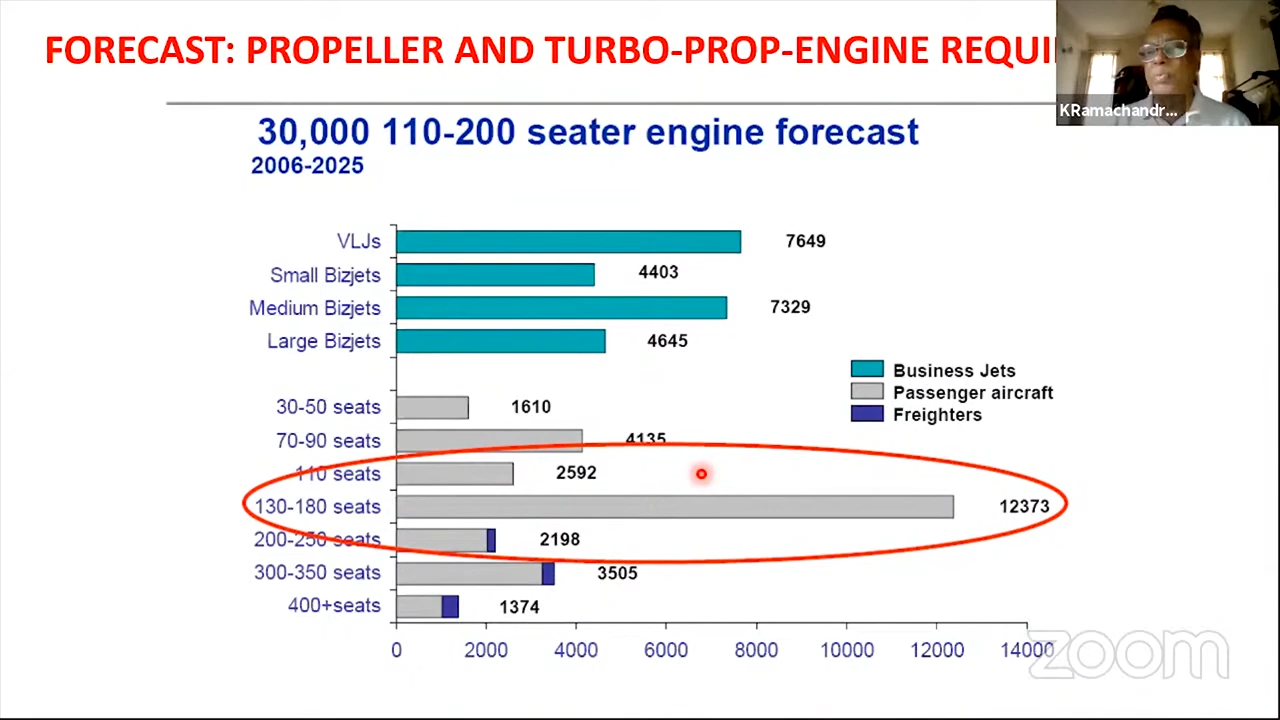 FORECAST: PROPELLER AND TURBO-PROP-ENGINE
KRamachandr...
30,000 110-200 seater engine forecast
2006-2025
VLJs 7649
Small Bizjets 4403
Medium Bizjets 7329
Large Bizjets 4645
Business Jets
Passenger aircraft
Freighters
30-50 seats 1610
70-90 seats 4135
110 seats 2592
130-180 seats 12373
200-250 seats 2198
300-350 seats 3505
400+seats 1374
0 2000 4000 6000 8000 10000 12000 14000
zoom